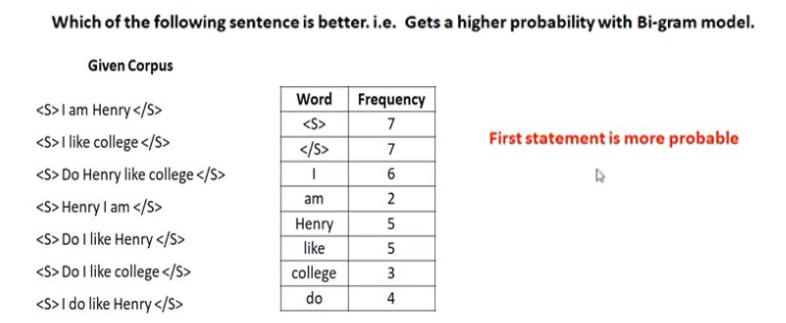 Which of the following sentence is better. i.e. Gets a higher probability with Bi-gram model.
Given Corpus
<S> I am Henry </S>
<S> I like college </S>
<S> Do Henry like college </S>
<S> Henry I am </S>
<S> Do I like Henry </S>
<S> Do I like college </S>
<S> I do like Henry </S>
Word Frequency
<S> 7
</S> 7
I 6
am 2
Henry 5
like 5
college 3
do 4
First statement is more probable